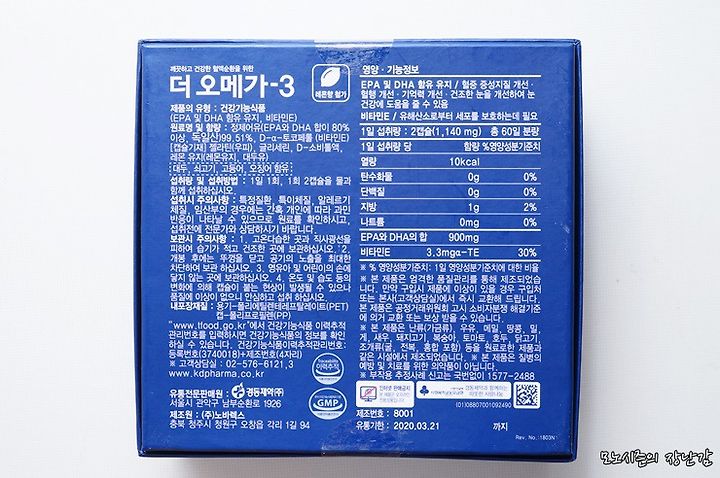 깨끗하고 건강한 혈액순환을 위한
더 오메가-3
레몬향 첨가
제품의 유형 : 건강기능식품
(EPA 및 DHA 함유 유지, 비타민E)
원료명 및 함량 : 정제어유(EPA와 DHA 합이 80%
이상, 독일산)99.51%, D-α-토코페롤 (비타민E)
[캡슐기재] 젤라틴(우피), 글리세린, D-소비톨액,
레몬 유지(레몬유지, 대두유)
대두, 쇠고기, 고등어, 오징어 함유
섭취량 및 섭취방법 : 1일 1회, 1회 2캡슐을 물과
함께 섭취하십시오.
섭취시 주의사항 : 특정질환, 특이체질, 알레르기
체질, 임산부의 경우에는 간혹 개인에 따라 과민
반응이 나타날 수 있으므로 원료를 확인하시고,
섭취전에 전문가와 상담하시기 바랍니다.
보관시 주의사항 : 1. 고온다습한 곳과 직사광선을
피하여 습기가 적고 건조한 곳에 보관하십시오. 2.
개봉 후에는 뚜껑을 닫고 공기의 노출을 최대한
차단하여 보관 하십시오. 3. 영유아 및 어린이의 손에
닿지 않는 곳에 보관하십시오. 4. 온도 및 습도 등의
변화에 의해 캡슐이 붙는 현상이 발생될 수 있으나
품질에 이상이 없으니 안심하고 섭취 하십시오.
내포장재질 : 용기-폴리에틸렌테레프탈레이트(PET)
캡-폴리프로필렌(PP)
"www.tfood.go.kr"에서 건강기능식품 이력추적
관리번호를 입력하시면 건강기능식품의 정보를 확인하실
수 있습니다. 건강기능식품이력추적관리번호:
등록번호(3740018)+제조번호(4자리)
※ 고객상담실 : 02-576-6121,3
www.kdpharma.co.kr
이력추적
유통전문판매원 : 경동제약(주)
서울시 관악구 남부순환로 1926
GMP
제조원 : (주)노바렉스
충북 청주시 청원구 오창읍 각리 1길 94
영양 · 기능정보
EPA 및 DHA 함유 유지 / 혈중 중성지질 개선 ·
혈행 개선 · 기억력 개선 · 건조한 눈을 개선하여 눈
건강에 도움을 줄 수 있음
비타민E / 유해산소로부터 세포를 보호하는데 필요
1일 섭취량 : 2캡슐(1,140 mg) 총 60일 분량
1일 섭취량 당 함량 %영양성분기준치
열량 10kcal
탄수화물 0g 0%
단백질 0g 0%
지방 1g 2%
나트륨 0mg 0%
EPA와 DHA의 합 900mg
비타민E 3.3mgα-TE 30%
※ % 영양성분기준치 : 1일 영양성분기준치에 대한 비율
※ 본 제품은 엄격한 품질관리를 통해 제조되었습니
다. 만약 구입시 제품에 이상이 있을 경우 구입처
또는 본사(고객상담실)에서 즉시 교환해 드립니다.
※ 본 제품은 공정거래위원회 고시 소비자분쟁 해결기준
에 의거 교환 또는 보상 받을 수 있습니다.
※ 본 제품은 난류(가금류), 우유, 메밀, 땅콩, 밀,
게, 새우, 돼지고기, 복숭아, 토마토, 호두, 닭고기,
조개류(굴, 전복, 홍합 포함) 등을 원료로한 제품과
같은 시설에서 제조되었습니다. ※ 본 제품은 질병의
예방 및 치료를 위한 의약품이 아닙니다.
※ 부작용 추정사례 신고는 국번없이 1577-2488
인터넷 판매금지
(01)06807001092490
제조번호 : 8001
유통기한 : 2020.03.21 까지
Rev. No.:1803N1
모노시즌의 장난감